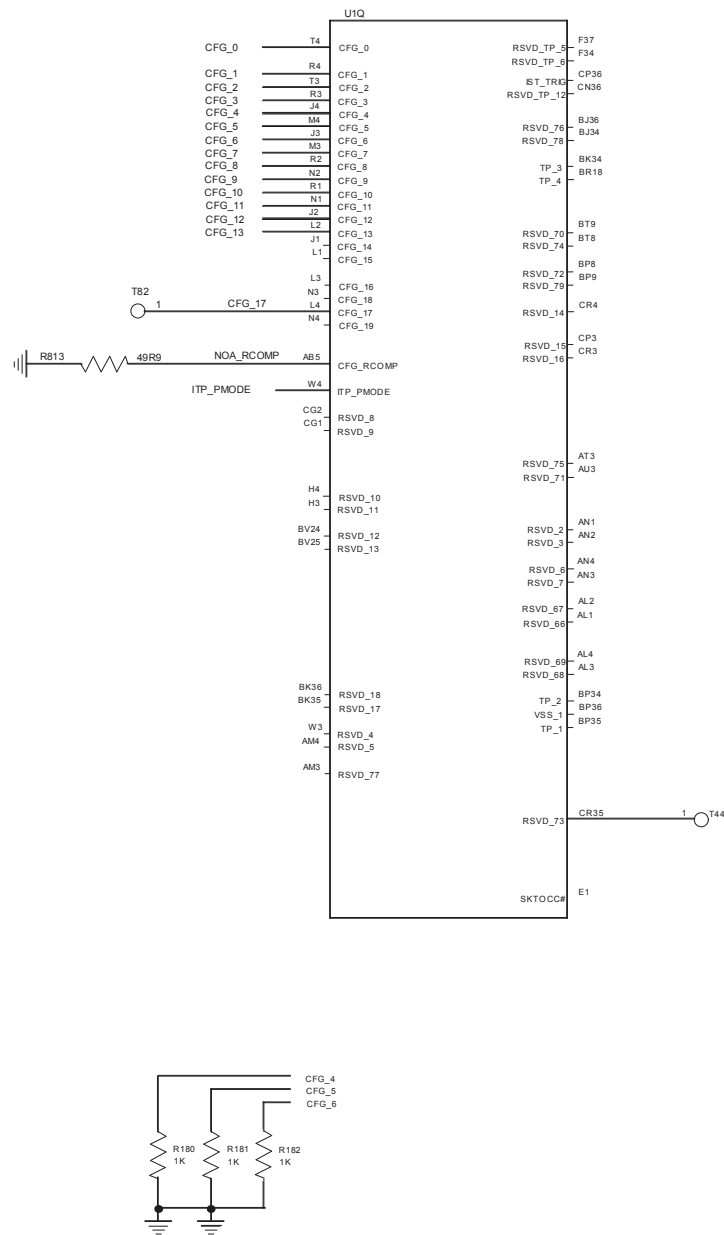 U1Q
CFG_0 T4 CFG_0
CFG_1 R4 CFG_1
CFG_2 T3 CFG_2
CFG_3 R3 CFG_3
CFG_4 J4 CFG_4
CFG_5 M4 CFG_5
CFG_6 J3 CFG_6
CFG_7 M3 CFG_7
CFG_8 R2 CFG_8
CFG_9 N2 CFG_9
CFG_10 R1 CFG_10
CFG_11 N1 CFG_11
CFG_12 J2 CFG_12
CFG_13 L2 CFG_13
J1 CFG_14
L1 CFG_15
L3 CFG_16
N3 CFG_18
T82 1 CFG_17 L4 CFG_17
N4 CFG_19
R813 49R9 NOA_RCOMP AB5 CFG_RCOMP
ITP_PMODE W4 ITP_PMODE
CG2 RSVD_8
CG1 RSVD_9
H4 RSVD_10
H3 RSVD_11
BV24 RSVD_12
BV25 RSVD_13
BK36 RSVD_18
BK35 RSVD_17
W3 RSVD_4
AM4 RSVD_5
AM3 RSVD_77
RSVD_TP_5 F37
RSVD_TP_6 F34
IST_TRIG CP36
RSVD_TP_12 CN36
RSVD_76 BJ36
RSVD_78 BJ34
TP_3 BK34
TP_4 BR18
RSVD_70 BT9
RSVD_74 BT8
RSVD_72 BP8
RSVD_79 BP9
RSVD_14 CR4
RSVD_15 CP3
RSVD_16 CR3
RSVD_75 AT3
RSVD_71 AU3
RSVD_2 AN1
RSVD_3 AN2
RSVD_6 AN4
RSVD_7 AN3
RSVD_67 AL2
RSVD_66 AL1
RSVD_69 AL4
RSVD_68 AL3
TP_2 BP34
VSS_1 BP36
TP_1 BP35
RSVD_73 CR35 1 T44
SKTOCC# E1
CFG_4
CFG_5
CFG_6
R180 R181 R182
1K 1K 1K